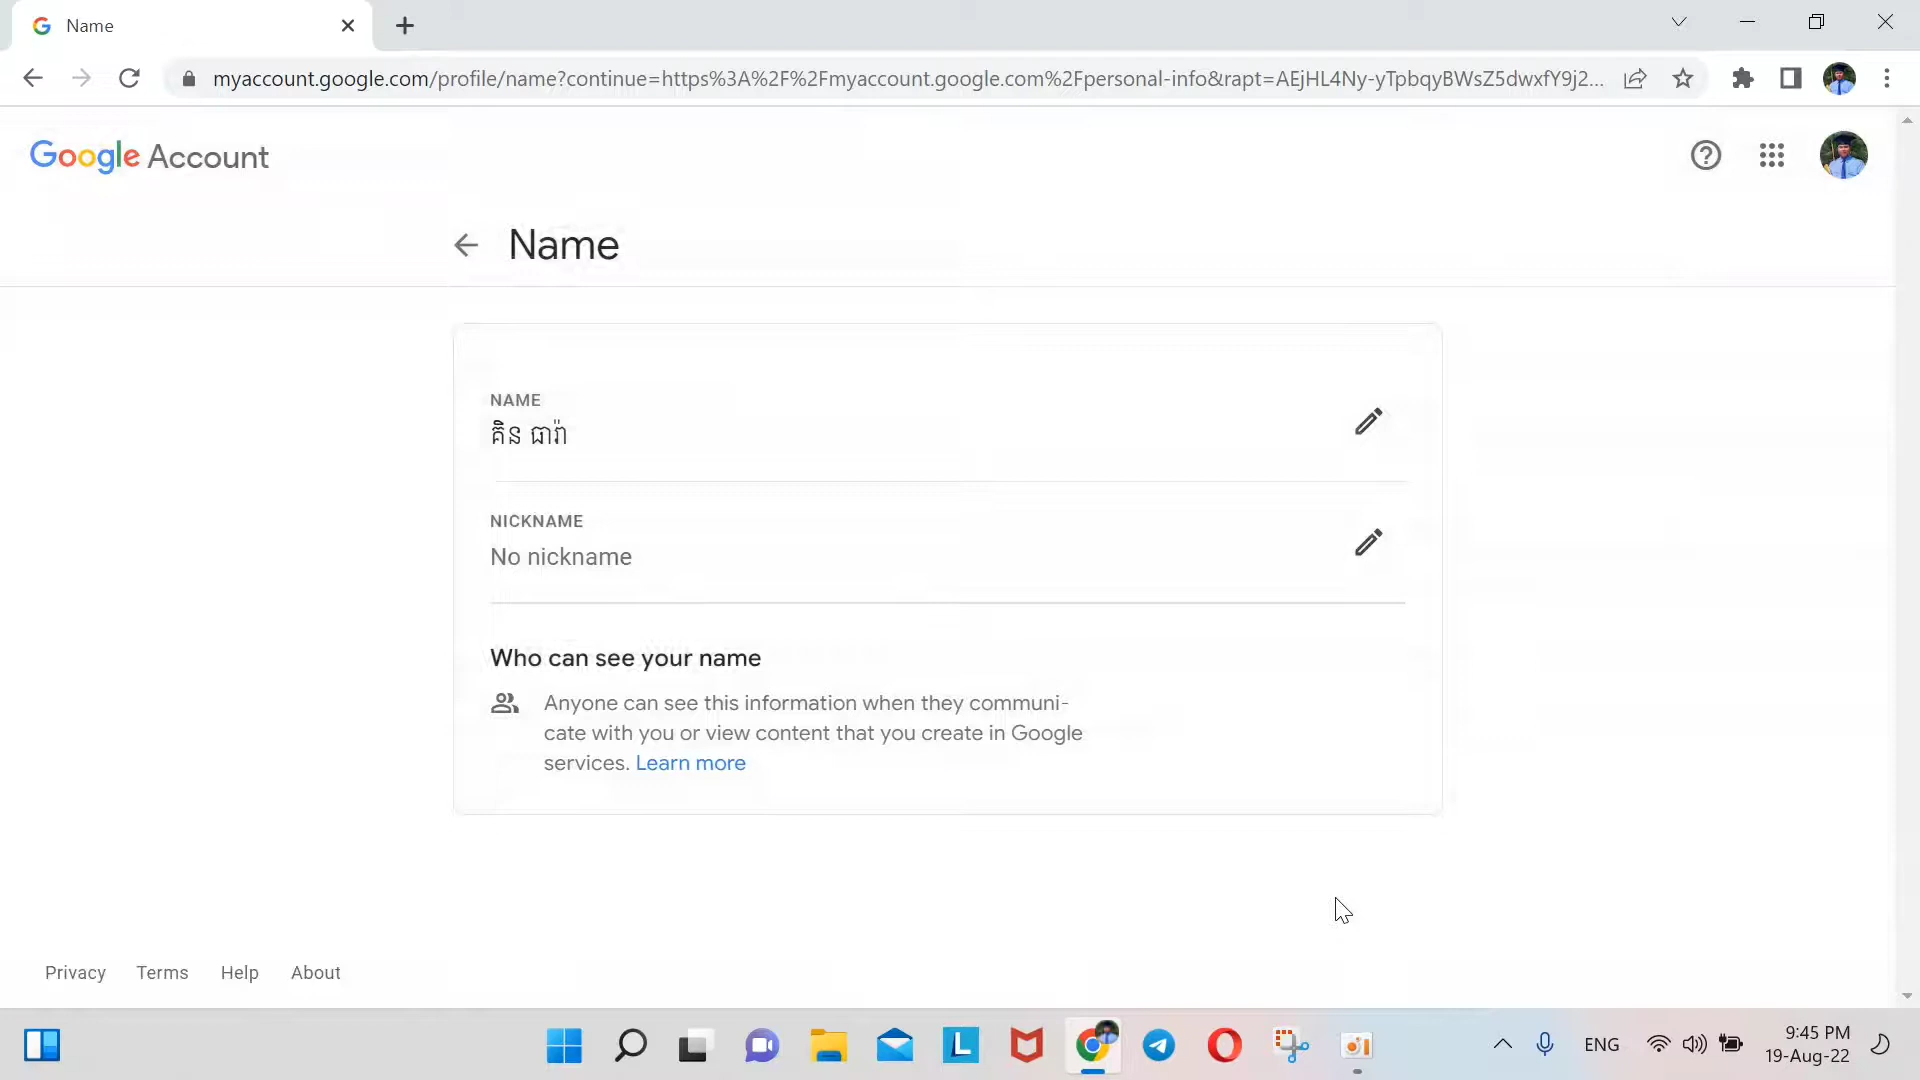 Name
myaccount.google.com/profile/name?continue=https%3A%2F%2Fmyaccount.google.com%2Fpersonal-info&rapt=AEjHL4Ny-yTpbqyBWsZ5dwxfY9j2...
Google Account
Name
NAME
គិន ធារ៉ា
NICKNAME
No nickname
Who can see your name
Anyone can see this information when they communi-
cate with you or view content that you create in Google
services. Learn more
Privacy Terms Help About
ENG
9:45 PM
19-Aug-22